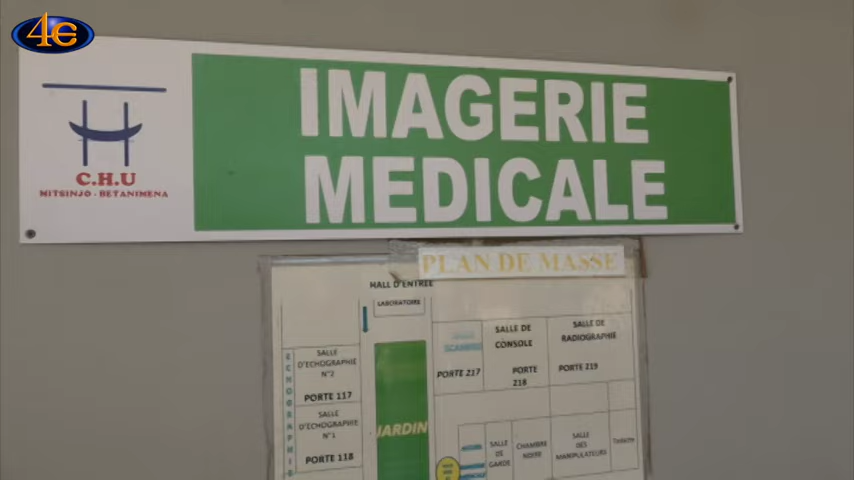 4e
IMAGERIE
MEDICALE
C.H.U
MITSINJO - BETANIMENA
PLAN DE MASSE
HALL D'ENTREE
LABORATOIRE
SALLE
D'ECHOGRAPHIE
N°2
PORTE 117
SALLE
D'ECHOGRAPHIE
N°1
PORTE 118
ECHOGRAPHIE
JARDIN
SCANNER
PORTE 217
SALLE DE
CONSOLE
PORTE
218
SALLE DE
RADIOGRAPHIE
PORTE 219
SALLE
DE
GARDE
CHAMBRE
NOIRE
SALLE
DES
MANIPULATEURS